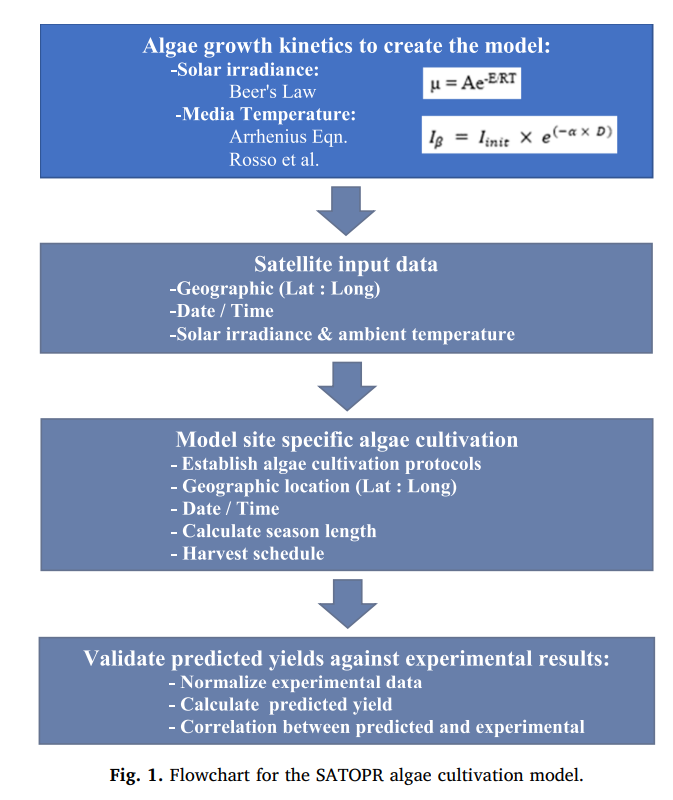 Algae growth kinetics to create the model:
-Solar irradiance:
Beer's Law
μ = Ae^-E/RT
-Media Temperature:
Arrhenius Eqn.
I_β = I_init × e^(-α × D)
Rosso et al.
Satellite input data
-Geographic (Lat : Long)
-Date / Time
-Solar irradiance & ambient temperature
Model site specific algae cultivation
- Establish algae cultivation protocols
- Geographic location (Lat : Long)
- Date / Time
- Calculate season length
- Harvest schedule
Validate predicted yields against experimental results:
- Normalize experimental data
- Calculate predicted yield
- Correlation between predicted and experimental
Fig. 1. Flowchart for the SATOPR algae cultivation model.